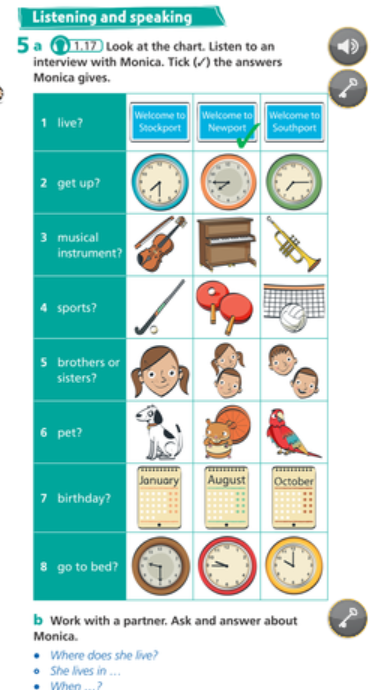 Listening and speaking
5 a 1.17 Look at the chart. Listen to an
interview with Monica. Tick (✓) the answers
Monica gives.
1 live?
Welcome to
Stockport
Welcome to
Newport
Welcome to
Southport
2 get up?
3 musical
instrument?
4 sports?
5 brothers or
sisters?
6 pet?
7 birthday?
January
August
October
8 go to bed?
b Work with a partner. Ask and answer about
Monica.
• Where does she live?
• She lives in ...
• When ...?